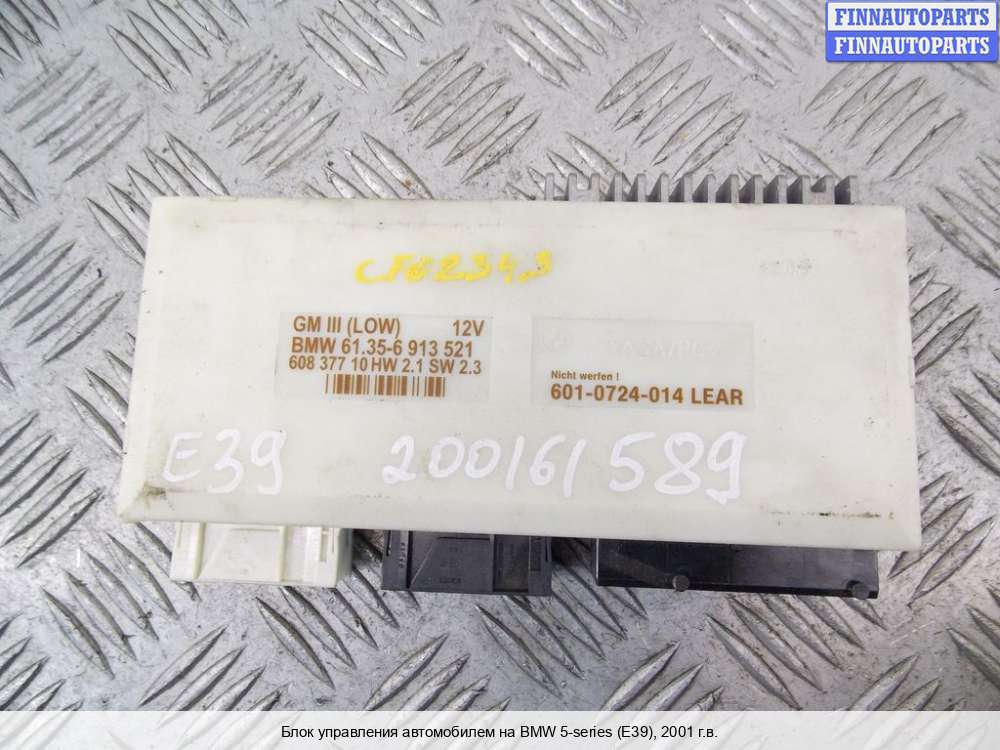 FINNAUTOPARTS
FINNAUTOPARTS
GM III (LOW) 12V
BMW 61.35-6 913 521
608 377 10 HW 2.1 SW 2.3
Nicht werfen !
601-0724-014 LEAR
E39 200161589
Блок управления автомобилем на BMW 5-series (E39), 2001 г.в.